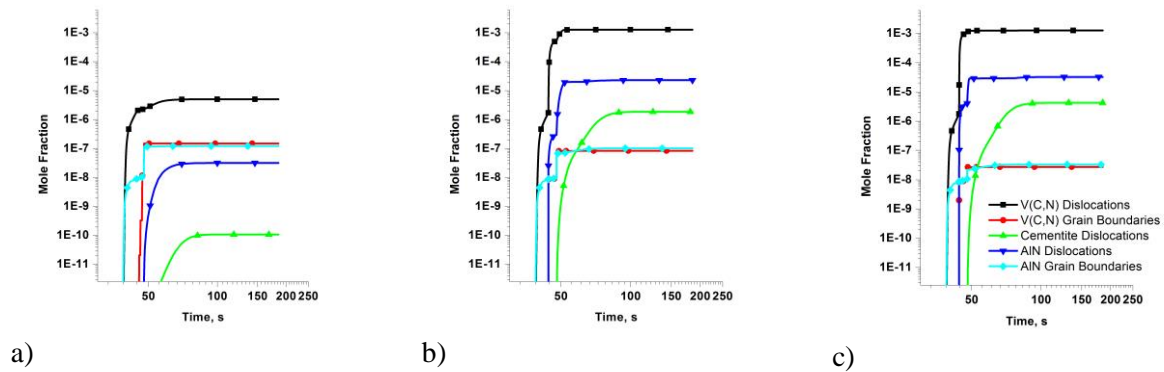 1E-3
1E-4
1E-5
1E-6
1E-7
1E-8
1E-9
1E-10
1E-11
Mole Fraction
50 100 150 200 250
Time, s
a)
1E-3
1E-4
1E-5
1E-6
1E-7
1E-8
1E-9
1E-10
1E-11
Mole Fraction
50 100 150 200 250
Time, s
b)
1E-3
1E-4
1E-5
1E-6
1E-7
1E-8
1E-9
1E-10
1E-11
Mole Fraction
V(C,N) Dislocations
V(C,N) Grain Boundaries
Cementite Dislocations
AlN Dislocations
AlN Grain Boundaries
50 100 150 200 250
Time, s
c)